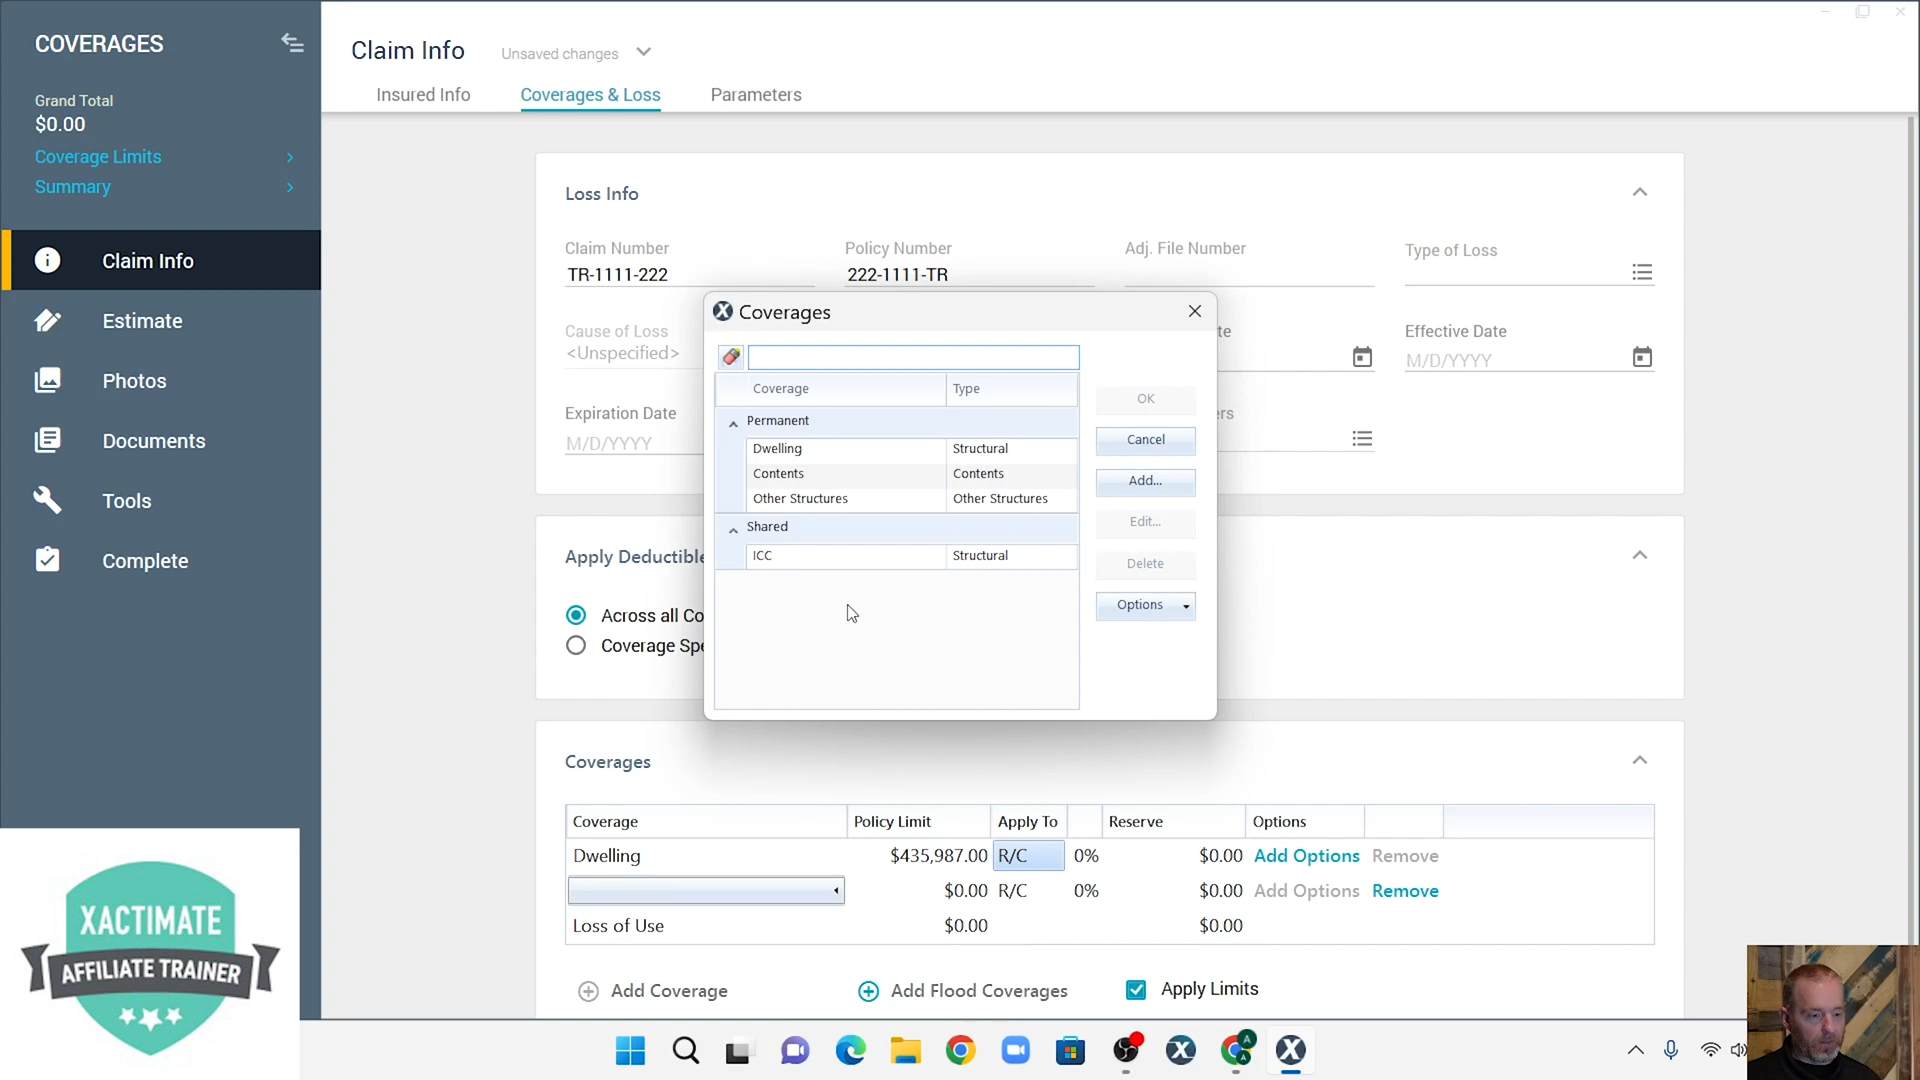 COVERAGES
Grand Total
$0.00
Coverage Limits
Summary
Claim Info
Estimate
Photos
Documents
Tools
Complete
XACTIMATE
AFFILIATE TRAINER
Claim Info Unsaved changes
Insured Info Coverages & Loss Parameters
Loss Info
Claim Number Policy Number Adj. File Number Type of Loss
TR-1111-222 222-1111-TR
Cause of Loss te Effective Date
<Unspecified> M/D/YYYY
Expiration Date ers
M/D/YYYY
Apply Deductible
Across all Co
Coverage Spe
Coverages
Coverage Type
Permanent
Dwelling Structural
Contents Contents
Other Structures Other Structures
Shared
ICC Structural
OK
Cancel
Add...
Edit...
Delete
Options
Coverages
Coverage Policy Limit Apply To Reserve Options
Dwelling $435,987.00 R/C 0% $0.00 Add Options Remove
$0.00 R/C 0% $0.00 Add Options Remove
Loss of Use $0.00 $0.00
Add Coverage Add Flood Coverages Apply Limits